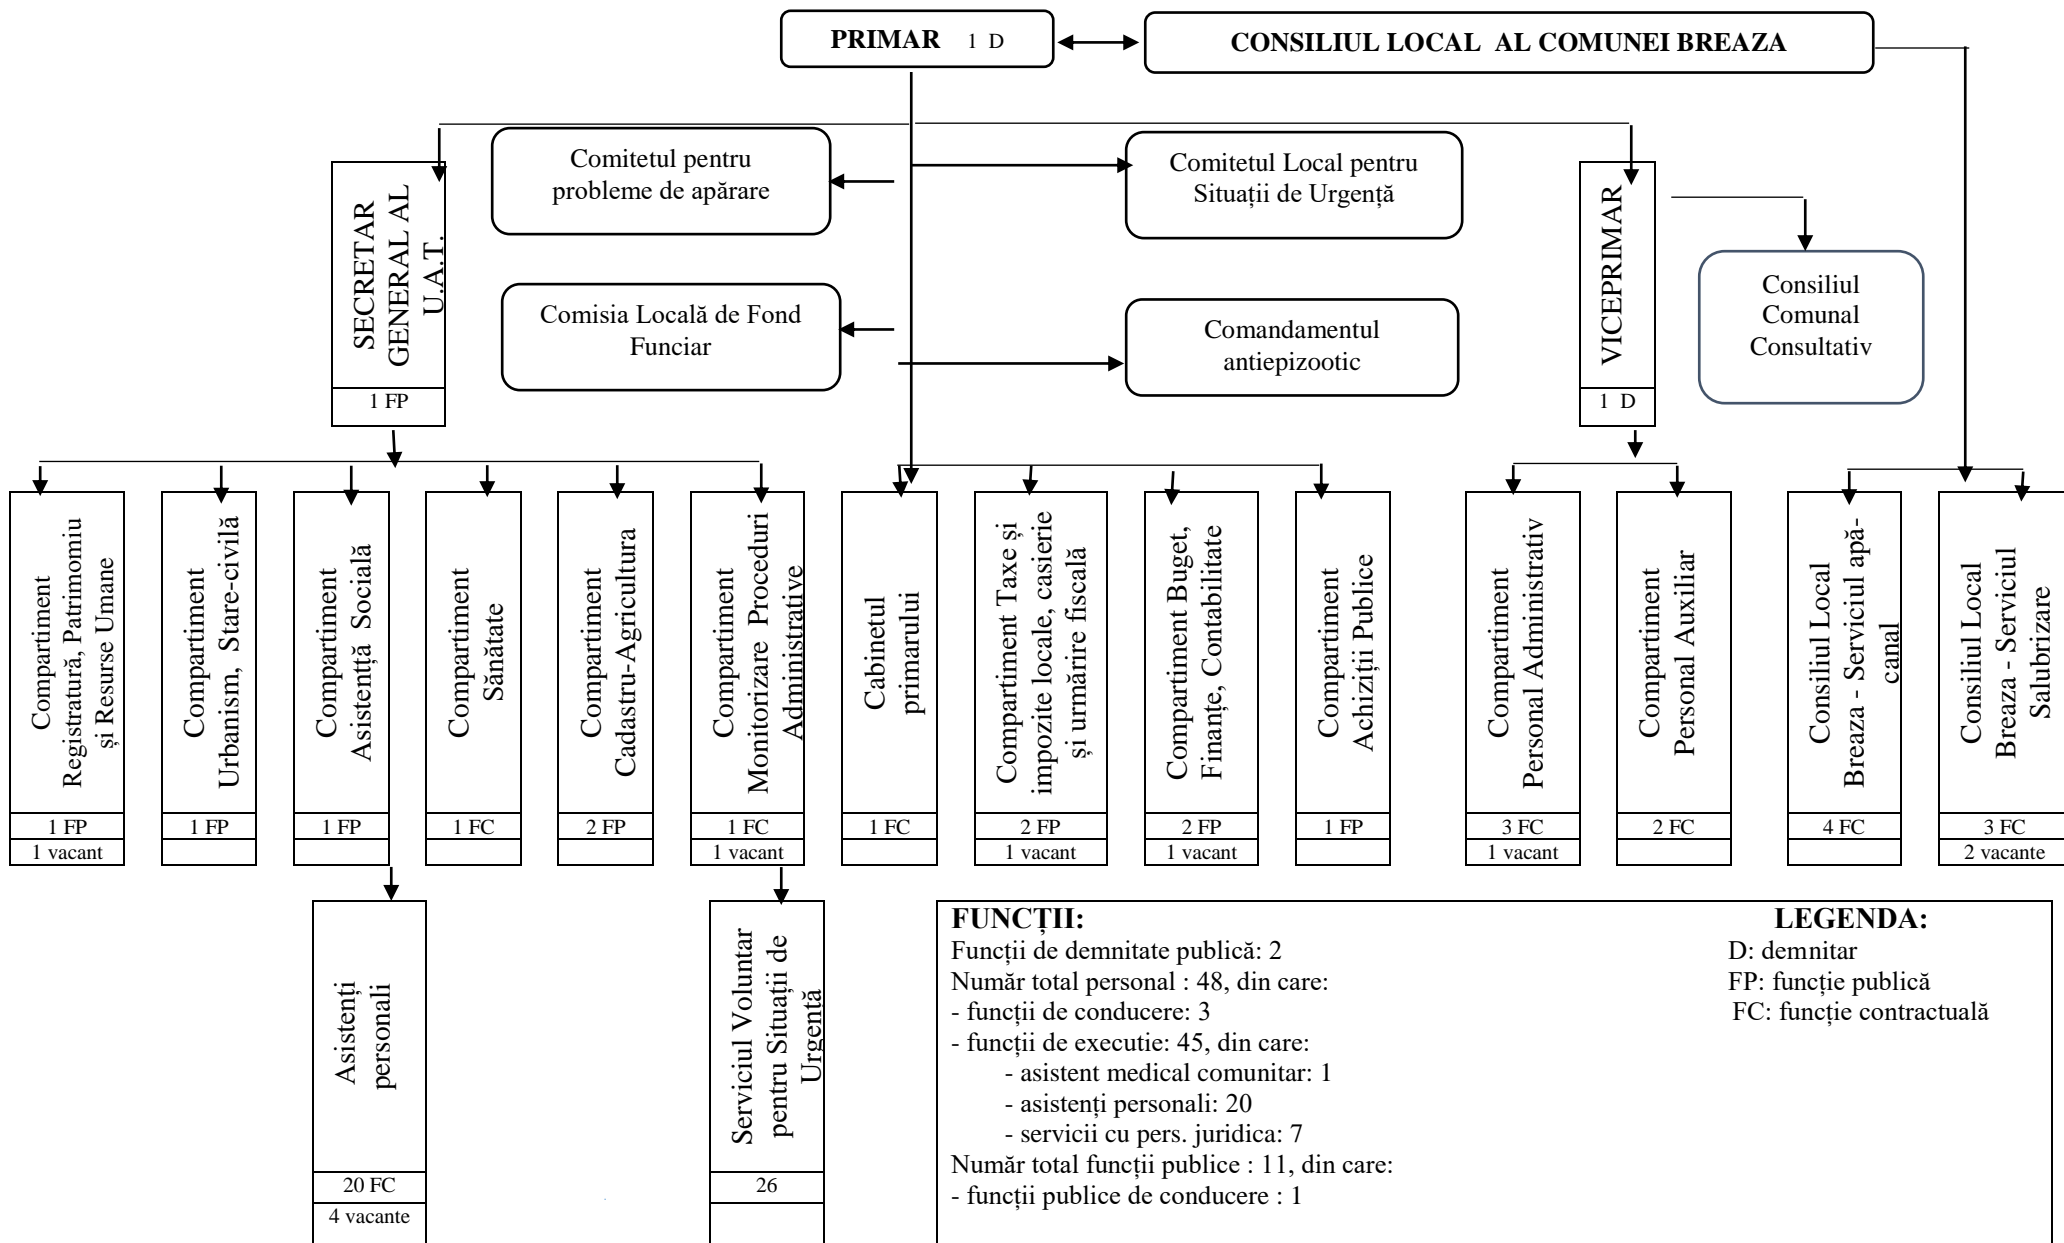 PRIMAR 1 D
CONSILIUL LOCAL AL COMUNEI BREAZA
Comitetul pentru
probleme de apărare
Comitetul Local pentru
Situații de Urgență
SECRETAR
GENERAL AL
U.A.T.
1 FP
VICEPRIMAR
1 D
Consiliul
Comunal
Consultativ
Comisia Locală de Fond
Funciar
Comandamentul
antiepizootic
Compartiment
Registratură, Patrimomiu
și Resurse Umane
1 FP
1 vacant
Compartiment
Urbanism, Stare-civilă
1 FP
Compartiment
Asistență Socială
1 FP
Compartiment
Sănătate
1 FC
Compartiment
Cadastru-Agricultura
2 FP
Compartiment
Monitorizare Proceduri
Administrative
1 FC
1 vacant
Cabinetul
primarului
1 FC
Compartiment Taxe și
impozite locale, casierie
și urmărire fiscală
2 FP
1 vacant
Compartiment Buget,
Finanțe, Contabilitate
2 FP
1 vacant
Compartiment
Achiziții Publice
1 FP
Compartiment
Personal Administrativ
3 FC
1 vacant
Compartiment
Personal Auxiliar
2 FC
Consiliul Local
Breaza - Serviciul apă-
canal
4 FC
Consiliul Local
Breaza - Serviciul
Salubrizare
3 FC
2 vacante
Asistenți
personali
20 FC
4 vacante
Serviciul Voluntar
pentru Situații de
Urgență
26
FUNCȚII:
Funcții de demnitate publică: 2
Număr total personal : 48, din care:
- funcții de conducere: 3
- funcții de executie: 45, din care:
- asistent medical comunitar: 1
- asistenți personali: 20
- servicii cu pers. juridica: 7
Număr total funcții publice : 11, din care:
- funcții publice de conducere : 1
LEGENDA:
D: demnitar
FP: funcție publică
FC: funcție contractuală